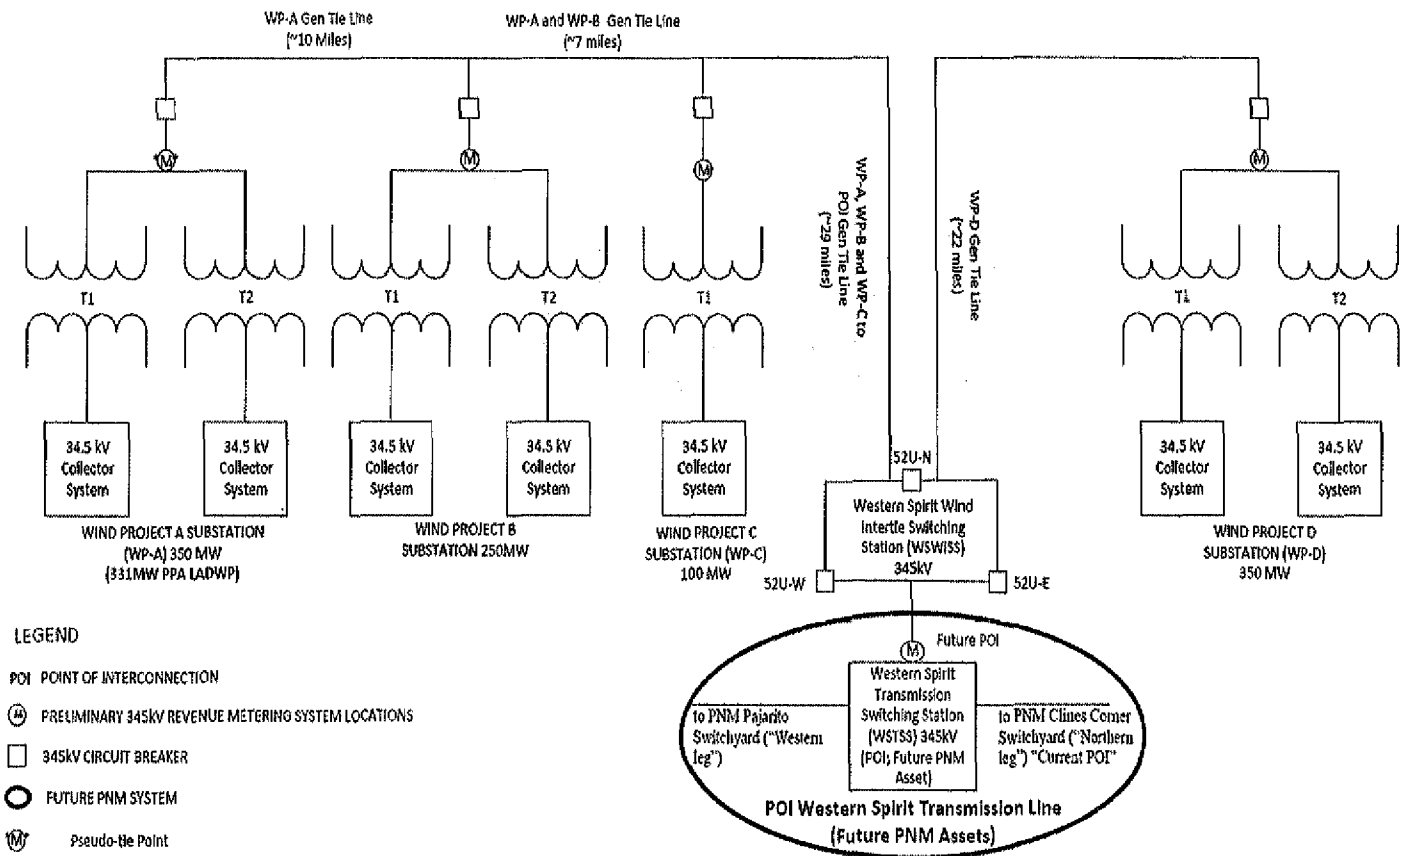 WP-A Gen Tie Line
(~10 Miles)
WP-A and WP-B Gen Tie Line
(~7 miles)
M
M
M
M
WP-A, WP-B and WP-C to
POI Gen Tie Line
(~29 miles)
WP-D Gen Tie Line
(~22 miles)
T1
T2
T1
T2
T1
T1
T2
34.5 kV
Collector
System
34.5 kV
Collector
System
34.5 kV
Collector
System
34.5 kV
Collector
System
34.5 kV
Collector
System
34.5 kV
Collector
System
34.5 kV
Collector
System
WIND PROJECT A SUBSTATION
(WP-A) 350 MW
(331MW PPA LADWP)
WIND PROJECT B
SUBSTATION 250MW
WIND PROJECT C
SUBSTATION (WP-C)
100 MW
WIND PROJECT D
SUBSTATION (WP-D)
350 MW
52U-N
Western Spirit Wind
Intertie Switching
Station (WSWISS)
345kV
52U-W
52U-E
Future POI
M
Western Spirit
Transmission
Switching Station
(WSTSS) 345kV
(POI; Future PNM
Asset)
to PNM Pajarito
Switchyard ("Western
leg")
to PNM Clines Corner
Switchyard ("Northern
leg") "Current POI"
POI Western Spirit Transmission Line
(Future PNM Assets)
LEGEND
POI POINT OF INTERCONNECTION
M PRELIMINARY 345kV REVENUE METERING SYSTEM LOCATIONS
345kV CIRCUIT BREAKER
FUTURE PNM SYSTEM
"M" Pseudo-tie Point